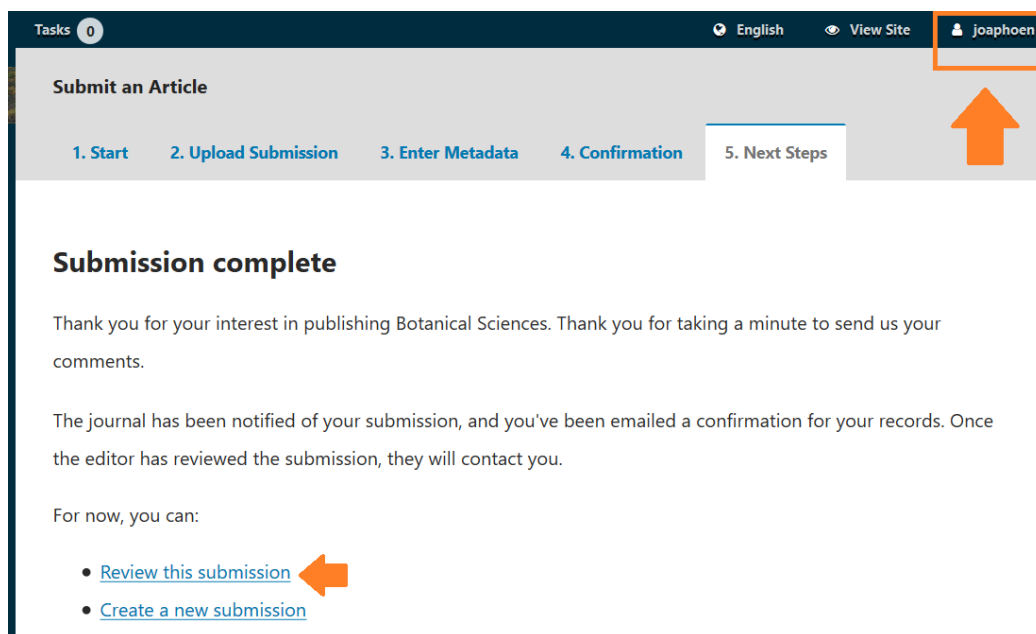 Tasks 0 English View Site joaphoen
Submit an Article
1. Start 2. Upload Submission 3. Enter Metadata 4. Confirmation 5. Next Steps
Submission complete
Thank you for your interest in publishing Botanical Sciences. Thank you for taking a minute to send us your
comments.
The journal has been notified of your submission, and you've been emailed a confirmation for your records. Once
the editor has reviewed the submission, they will contact you.
For now, you can:
• Review this submission
• Create a new submission